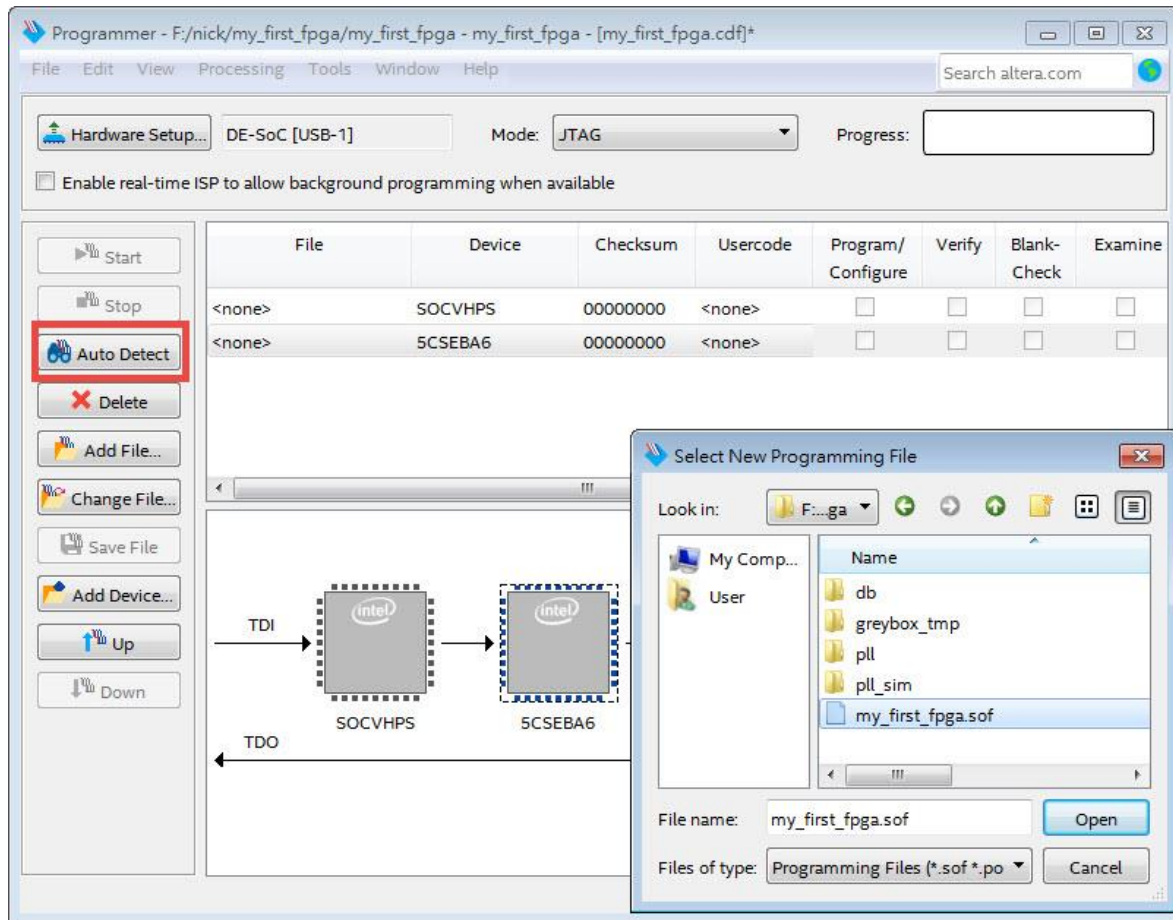 Programmer - F:/nick/my_first_fpga/my_first_fpga - my_first_fpga - [my_first_fpga.cdf]*
File Edit View Processing Tools Window Help
Search altera.com
Hardware Setup... DE-SoC [USB-1] Mode: JTAG Progress:
Enable real-time ISP to allow background programming when available
File Device Checksum Usercode Program/ Verify Blank- Examine
Configure Check
Start
Stop
Auto Detect
Delete
Add File...
Change File...
Save File
Add Device...
Up
Down
<none> SOCVHPS 00000000 <none>
<none> 5CSEBA6 00000000 <none>
TDI
intel
intel
SOCVHPS 5CSEBA6
TDO
Select New Programming File
Look in: F:...ga
My Comp...
User
Name
db
greybox_tmp
pll
pll_sim
my_first_fpga.sof
File name: my_first_fpga.sof Open
Files of type: Programming Files (*.sof *.po Cancel